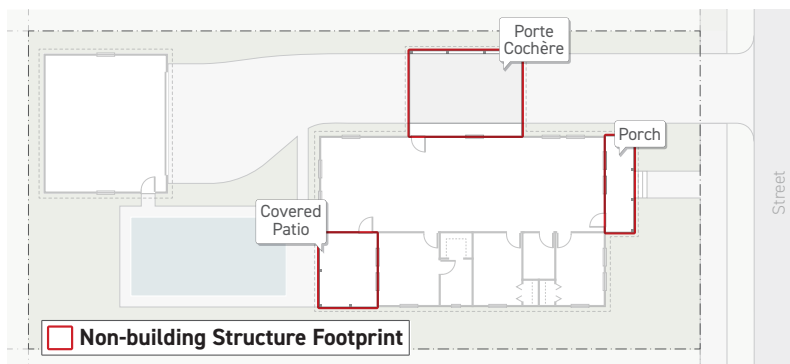 Porte
Cochère
Porch
Covered
Patio
Street
Non-building Structure Footprint